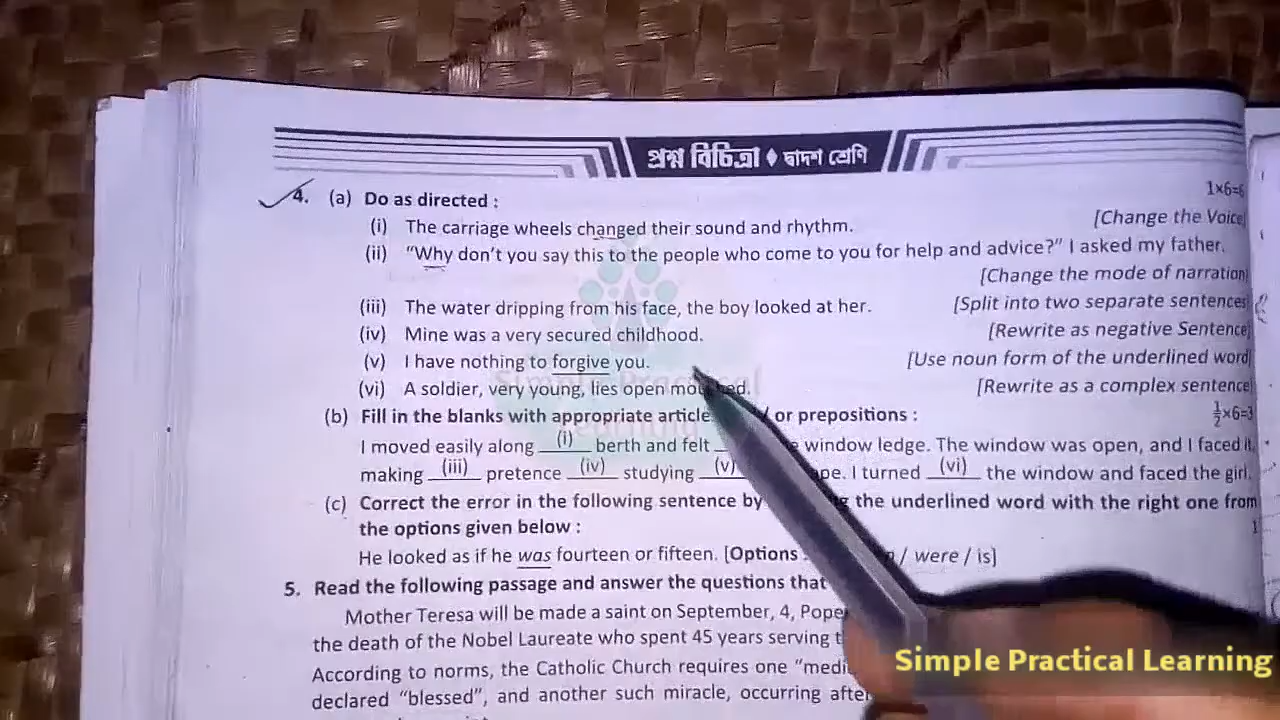 প্রশ্ন বিচিত্রা ♦ দ্বাদশ শ্রেণি
4. (a) Do as directed : 1×6=6
(i) The carriage wheels changed their sound and rhythm. [Change the Voice]
(ii) “Why don’t you say this to the people who come to you for help and advice?” I asked my father.
[Change the mode of narration]
(iii) The water dripping from his face, the boy looked at her. [Split into two separate sentences]
(iv) Mine was a very secured childhood. [Rewrite as negative Sentence]
(v) I have nothing to forgive you. [Use noun form of the underlined word]
(vi) A soldier, very young, lies open mouthed. [Rewrite as a complex sentence]
(b) Fill in the blanks with appropriate article / or prepositions : ½×6=3
I moved easily along (i) berth and felt window ledge. The window was open, and I faced it,
making (iii) pretence (iv) studying (v) I turned (vi) the window and faced the girl.
(c) Correct the error in the following sentence by the underlined word with the right one from
the options given below : 1
He looked as if he was fourteen or fifteen. [Options : / were / is]
5. Read the following passage and answer the questions that
Mother Teresa will be made a saint on September, 4, Pope
the death of the Nobel Laureate who spent 45 years serving
According to norms, the Catholic Church requires one
declared “blessed”, and another such miracle, occurring after
Simple Practical Learning
Simple Practical
Learning